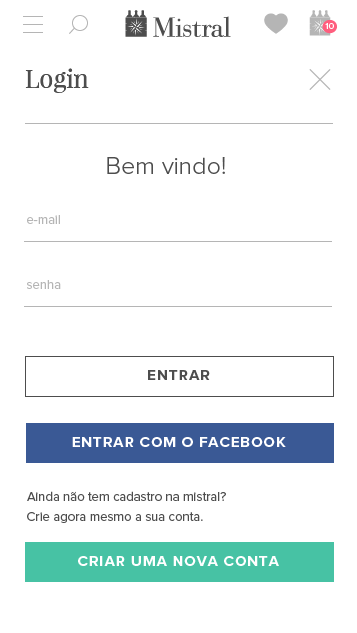 Mistral
10
Login
Bem vindo!
e-mail
senha
ENTRAR
ENTRAR COM O FACEBOOK
Ainda não tem cadastro na mistral?
Crie agora mesmo a sua conta.
CRIAR UMA NOVA CONTA